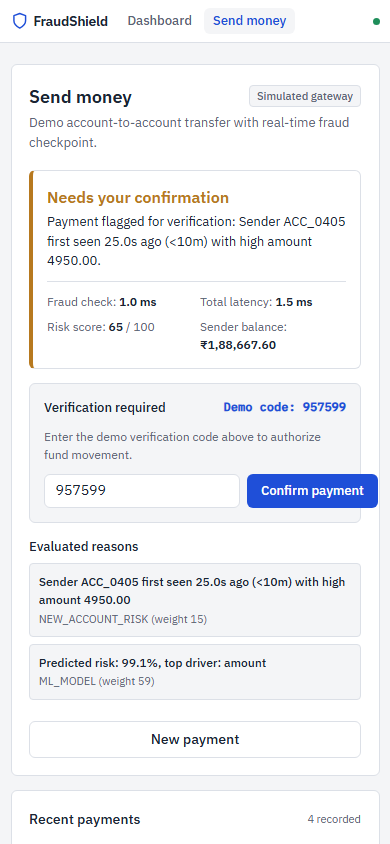 FraudShield Dashboard Send money
Send money Simulated gateway
Demo account-to-account transfer with real-time fraud
checkpoint.
Needs your confirmation
Payment flagged for verification: Sender ACC_0405
first seen 25.0s ago (<10m) with high amount
4950.00.
Fraud check: 1.0 ms Total latency: 1.5 ms
Risk score: 65 / 100 Sender balance:
₹1,88,667.60
Verification required Demo code: 957599
Enter the demo verification code above to authorize
fund movement.
957599 Confirm payment
Evaluated reasons
Sender ACC_0405 first seen 25.0s ago (<10m) with high
amount 4950.00
NEW_ACCOUNT_RISK (weight 15)
Predicted risk: 99.1%, top driver: amount
ML_MODEL (weight 59)
New payment
Recent payments 4 recorded